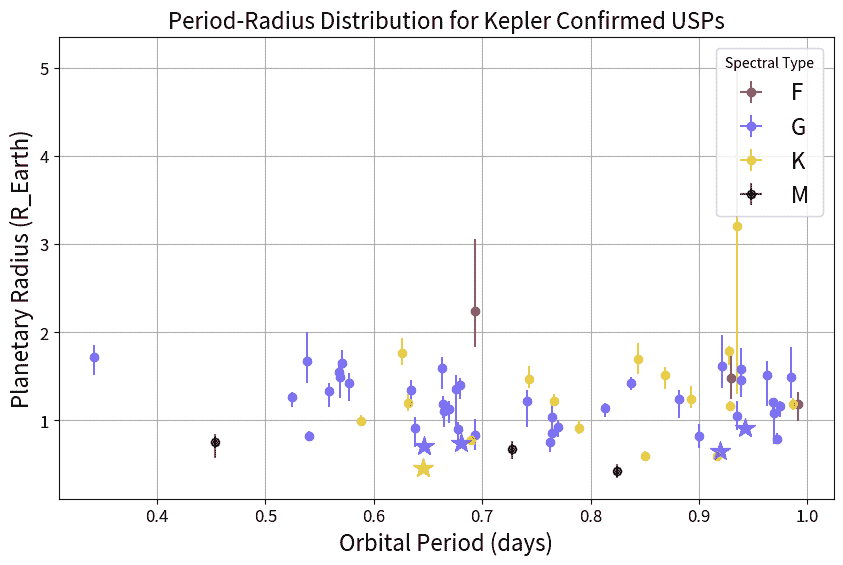 Period-Radius Distribution for Kepler Confirmed USPs
Planetary Radius (R_Earth)
5
4
3
2
1
Spectral Type
F
G
K
M
0.4 0.5 0.6 0.7 0.8 0.9 1.0
Orbital Period (days)